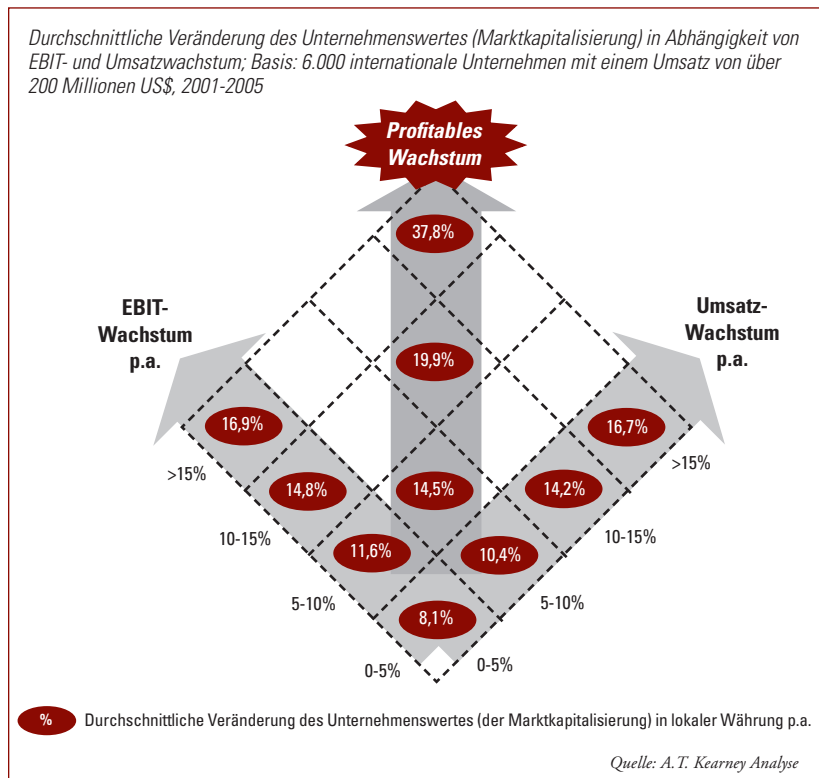 Durchschnittliche Veränderung des Unternehmenswertes (Marktkapitalisierung) in Abhängigkeit von
EBIT- und Umsatzwachstum; Basis: 6.000 internationale Unternehmen mit einem Umsatz von über
200 Millionen US$, 2001-2005
Profitables
Wachstum
37,8%
EBIT-
Wachstum
p.a.
Umsatz-
Wachstum
p.a.
19,9%
16,9%
16,7%
>15%
>15%
14,8%
14,5%
14,2%
10-15%
10-15%
11,6%
10,4%
5-10%
5-10%
8,1%
0-5%
0-5%
% Durchschnittliche Veränderung des Unternehmenswertes (der Marktkapitalisierung) in lokaler Währung p.a.
Quelle: A.T. Kearney Analyse